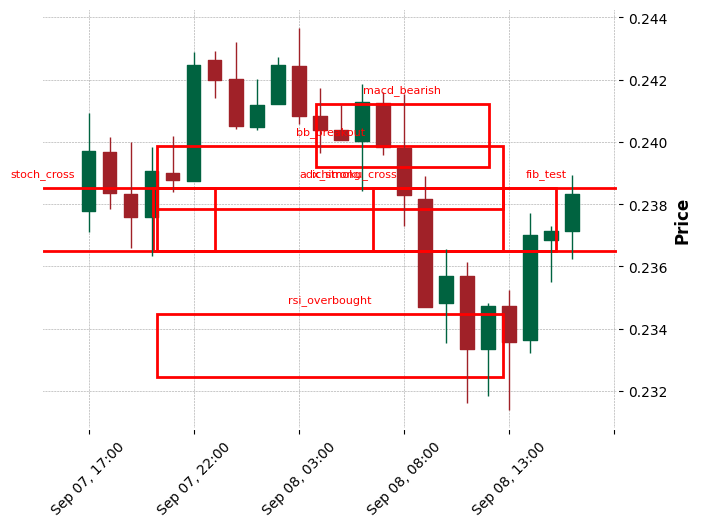 0.244
0.242
macd_bearish
bb_breakout
0.240
stoch_cross
fib_test
0.238
0.236
rsi_overbought
0.234
0.232
Price
Sep 07, 17:00
Sep 07, 22:00
Sep 08, 03:00
Sep 08, 08:00
Sep 08, 13:00